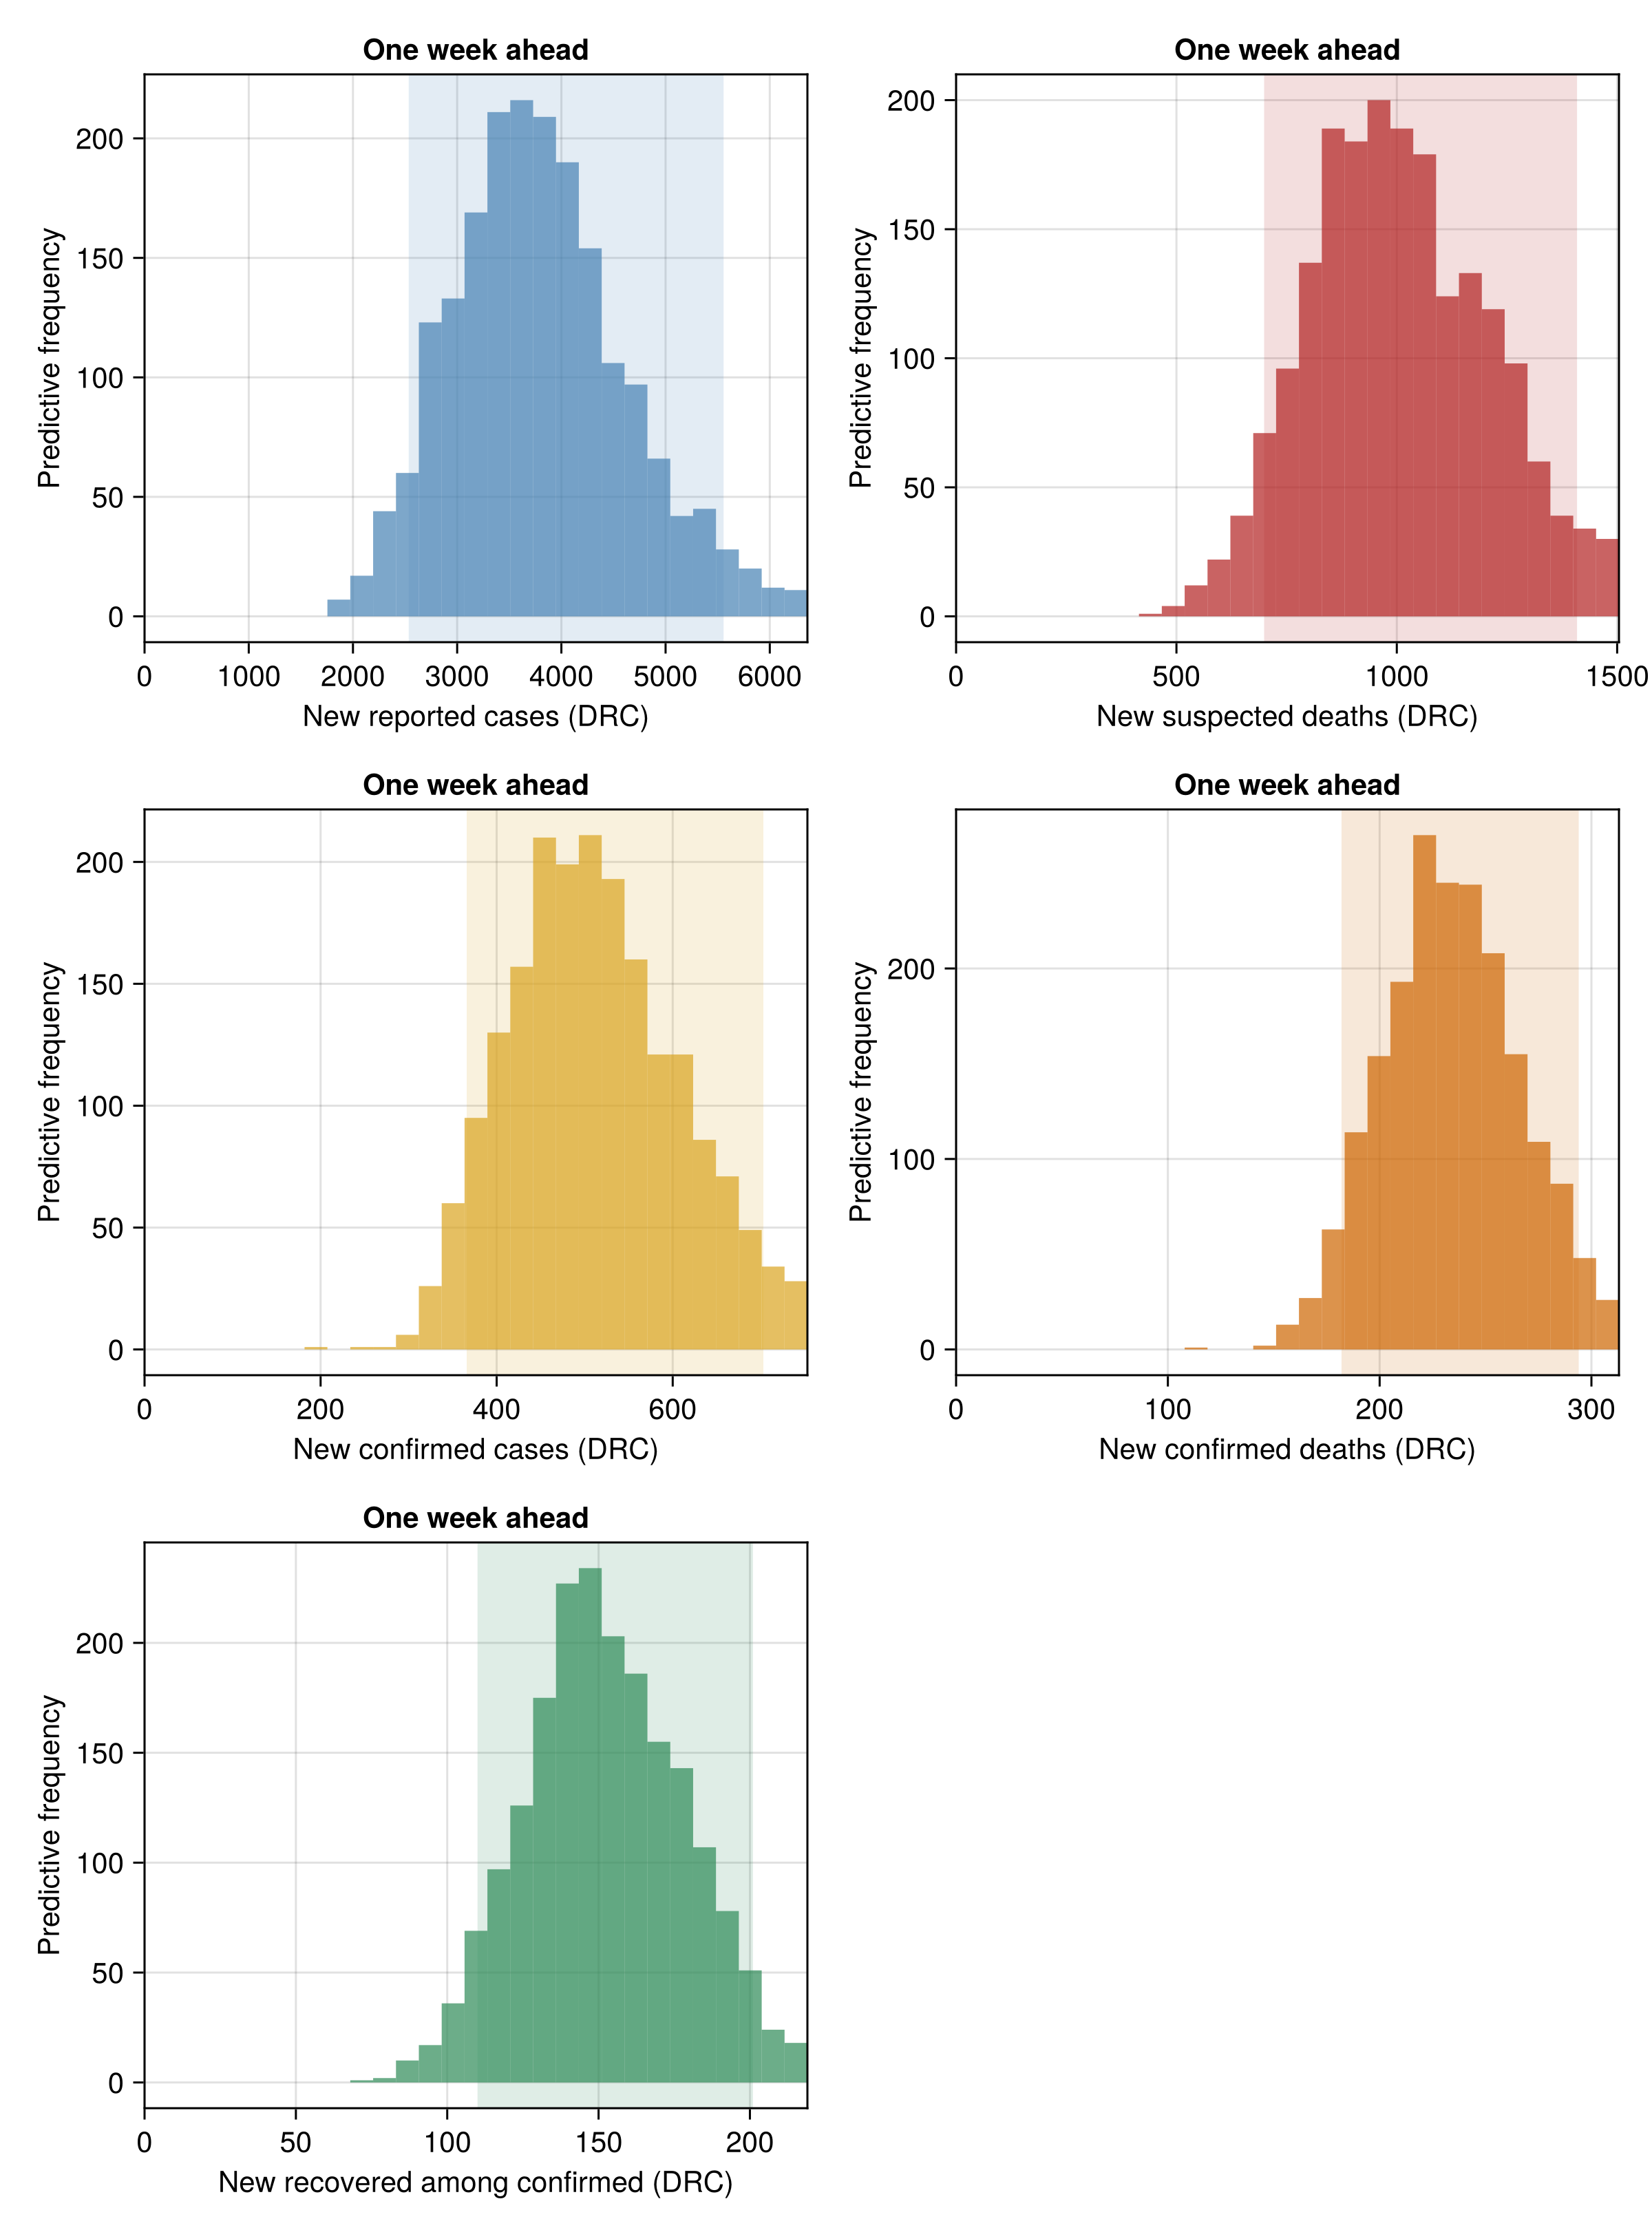 One week ahead
Predictive frequency
200
150
100
50
0
0 1000 2000 3000 4000 5000 6000
New reported cases (DRC)
One week ahead
Predictive frequency
200
150
100
50
0
0 500 1000 1500
New suspected deaths (DRC)
One week ahead
Predictive frequency
200
150
100
50
0
0 200 400 600
New confirmed cases (DRC)
One week ahead
Predictive frequency
200
100
0
0 100 200 300
New confirmed deaths (DRC)
One week ahead
Predictive frequency
200
150
100
50
0
0 50 100 150 200
New recovered among confirmed (DRC)